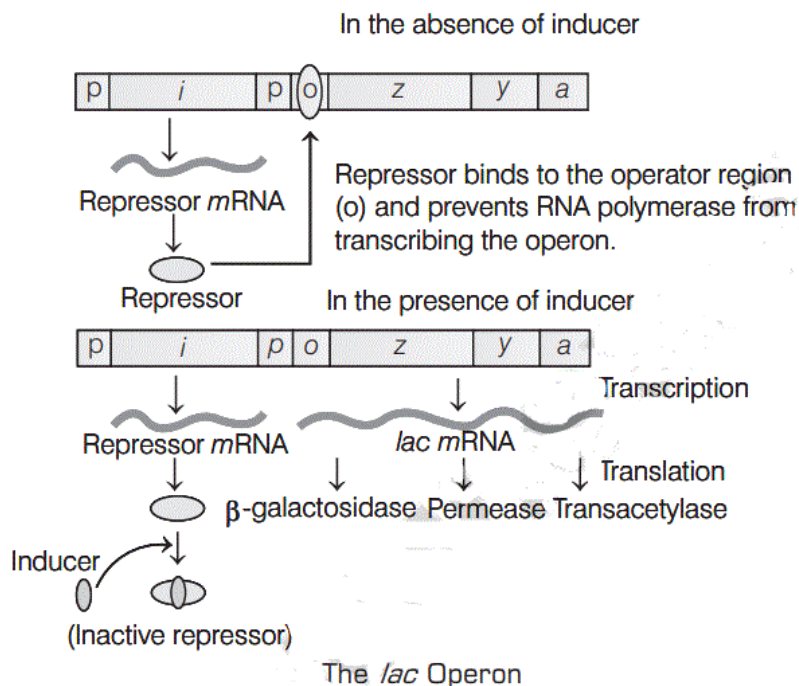 In the absence of inducer
p i p o z y a
Repressor mRNA
Repressor binds to the operator region
(o) and prevents RNA polymerase from
transcribing the operon.
Repressor
In the presence of inducer
p i p o z y a
Transcription
Repressor mRNA
lac mRNA
Translation
β-galactosidase Permease Transacetylase
Inducer
(Inactive repressor)
The lac Operon